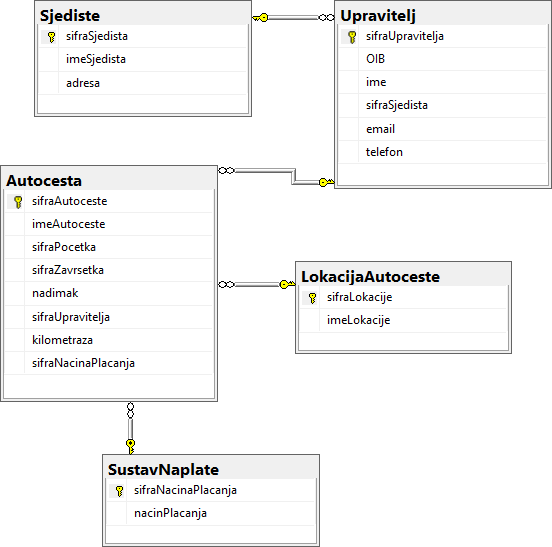 Sjediste
sifraSjedista
imeSjedista
adresa
Upravitelj
sifraUpravitelja
OIB
ime
sifraSjedista
email
telefon
Autocesta
sifraAutoceste
imeAutoceste
sifraPocetka
sifraZavrsetka
nadimak
sifraUpravitelja
kilometraza
sifraNacinaPlacanja
LokacijaAutoceste
sifraLokacije
imeLokacije
SustavNaplate
sifraNacinaPlacanja
nacinPlacanja